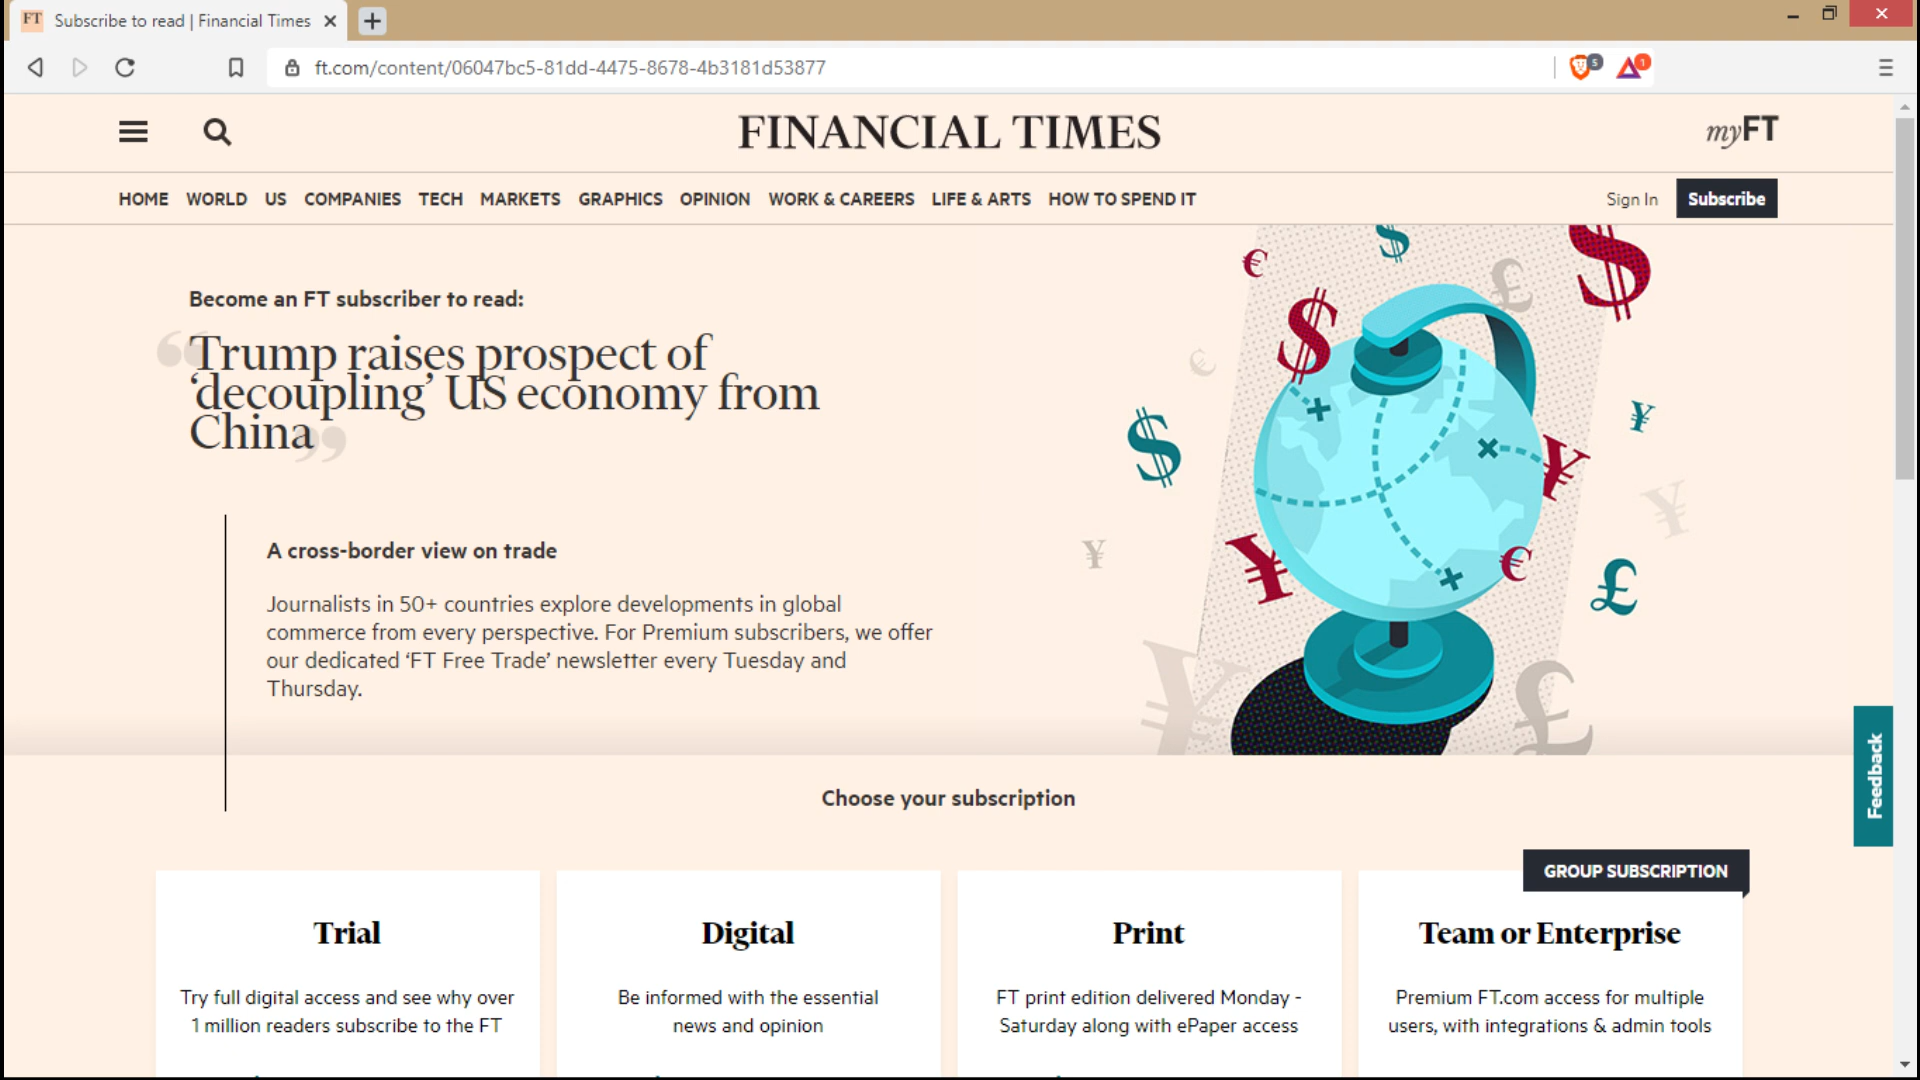 FT Subscribe to read | Financial Times
ft.com/content/06047bc5-81dd-4475-8678-4b3181d53877
5
1
FINANCIAL TIMES
myFT
HOME WORLD US COMPANIES TECH MARKETS GRAPHICS OPINION WORK & CAREERS LIFE & ARTS HOW TO SPEND IT
Sign In Subscribe
Become an FT subscriber to read:
“Trump raises prospect of
‘decoupling’ US economy from
China”
A cross-border view on trade
Journalists in 50+ countries explore developments in global
commerce from every perspective. For Premium subscribers, we offer
our dedicated ‘FT Free Trade’ newsletter every Tuesday and
Thursday.
Feedback
Choose your subscription
Trial
Try full digital access and see why over
1 million readers subscribe to the FT
Digital
Be informed with the essential
news and opinion
Print
FT print edition delivered Monday -
Saturday along with ePaper access
GROUP SUBSCRIPTION
Team or Enterprise
Premium FT.com access for multiple
users, with integrations & admin tools